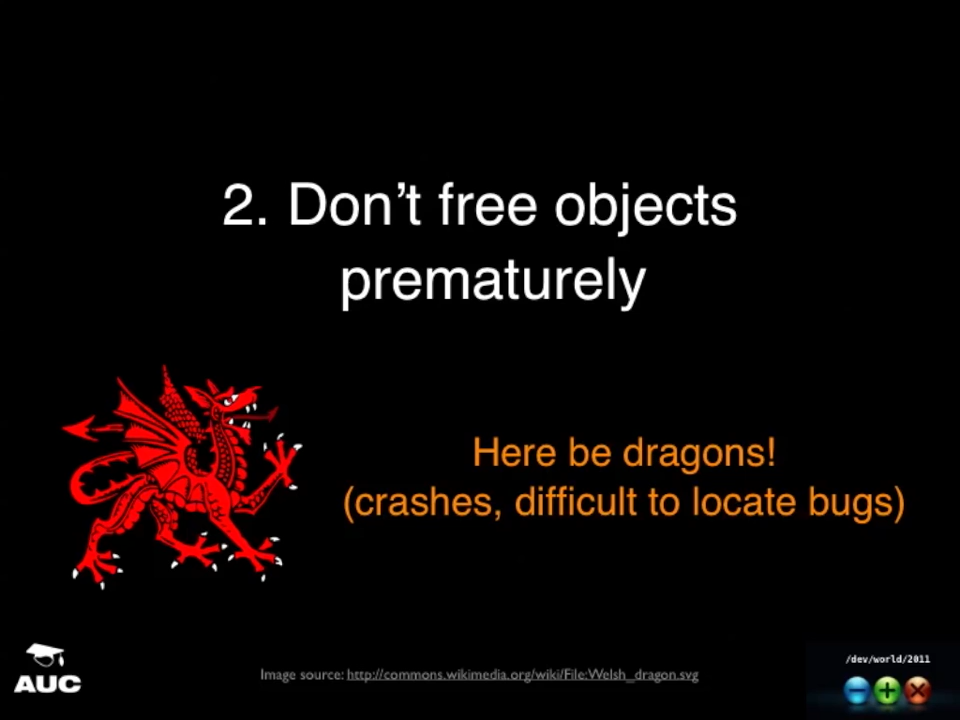 2. Don’t free objects
prematurely
Here be dragons!
(crashes, difficult to locate bugs)
AUC
Image source: http://commons.wikimedia.org/wiki/File:Welsh_dragon.svg
/dev/world/2011